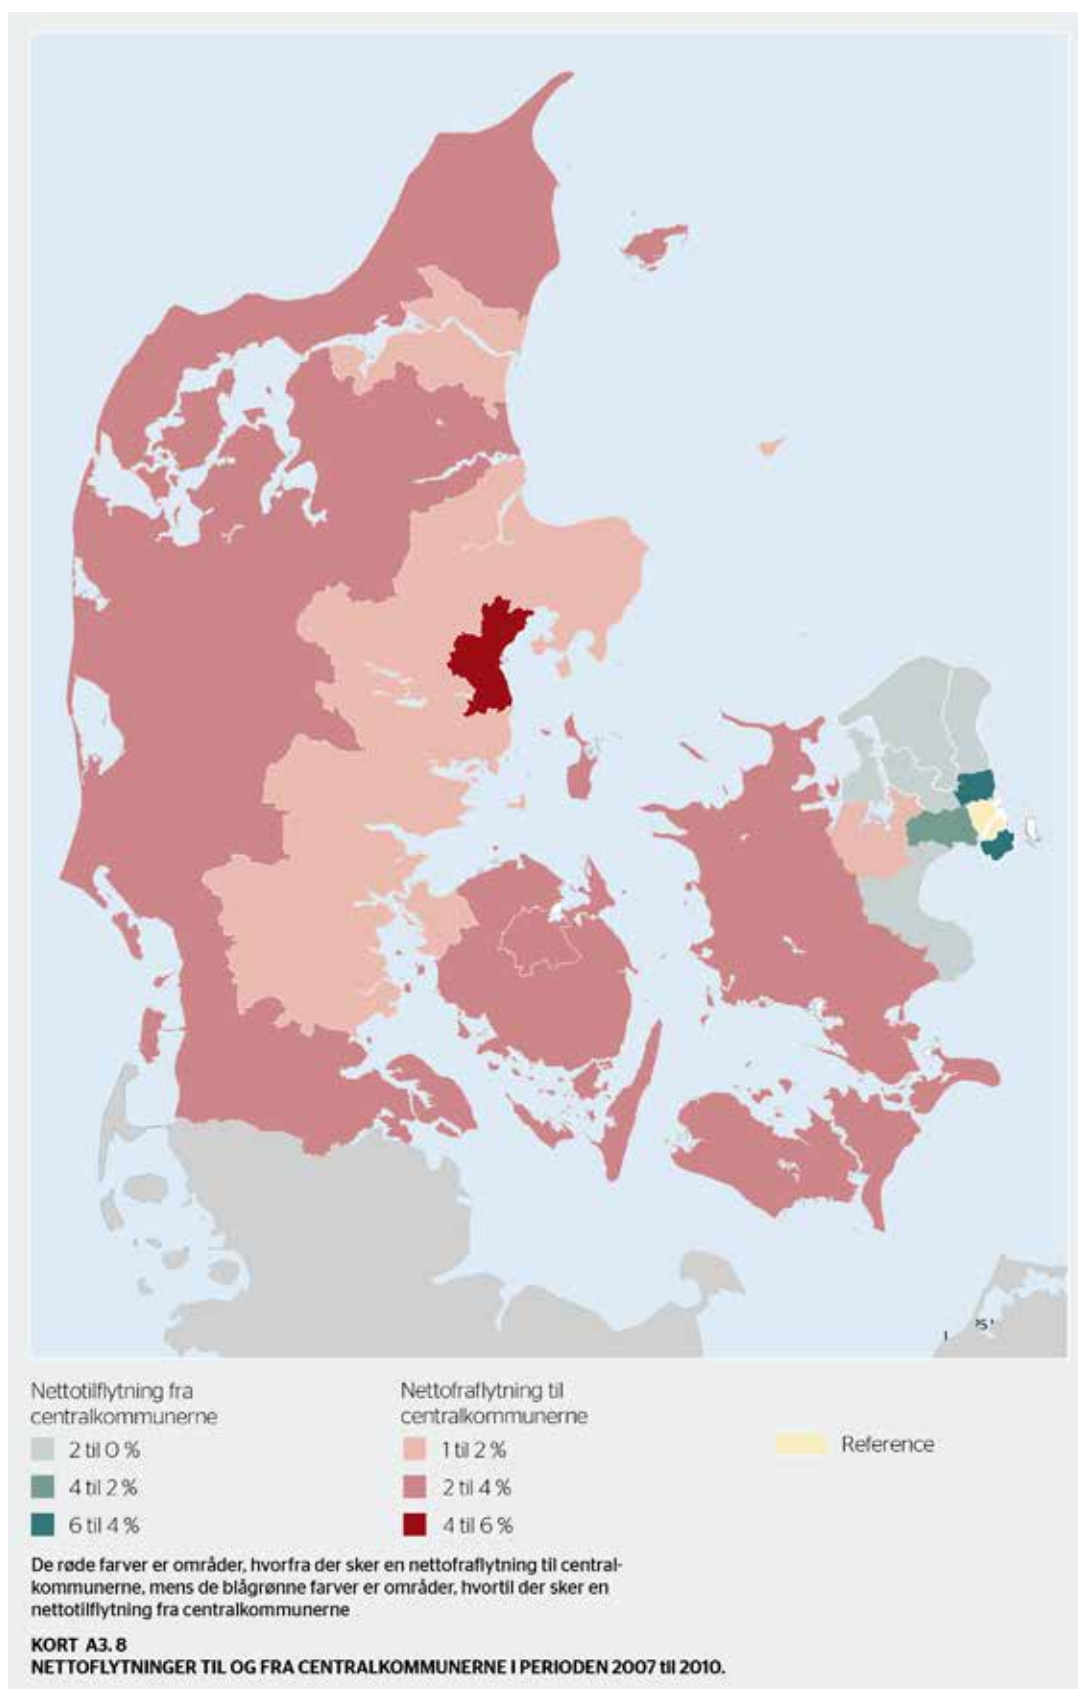 Nettotilflytning fra
centralkommunerne
2 til 0 %
4 til 2 %
6 til 4 %
Nettofraflytning til
centralkommunerne
1 til 2 %
2 til 4 %
4 til 6 %
Reference
De røde farver er områder, hvorfra der sker en nettofraflytning til central-
kommunerne, mens de blågrønne farver er områder, hvortil der sker en
nettotilflytning fra centralkommunerne
KORT A3. 8
NETTOFLYTNINGER TIL OG FRA CENTRALKOMMUNERNE I PERIODEN 2007 til 2010.